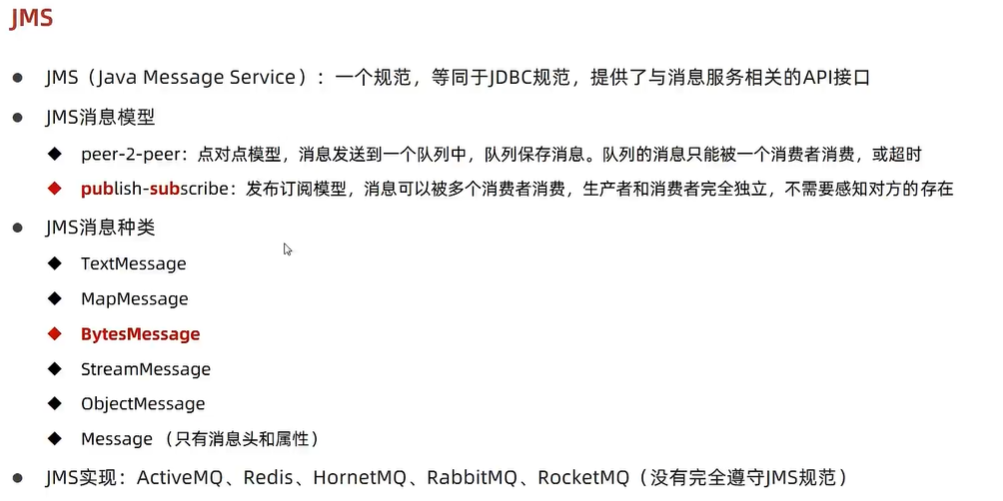 JMS
JMS（Java Message Service）：一个规范，等同于JDBC规范，提供了与消息服务相关的API接口
JMS消息模型
peer-2-peer：点对点模型，消息发送到一个队列中，队列保存消息。队列的消息只能被一个消费者消费，或超时
publish-subscribe：发布订阅模型，消息可以被多个消费者消费，生产者和消费者完全独立，不需要感知对方的存在
JMS消息种类
TextMessage
MapMessage
BytesMessage
StreamMessage
ObjectMessage
Message （只有消息头和属性）
JMS实现：ActiveMQ、Redis、HornetMQ、RabbitMQ、RocketMQ（没有完全遵守JMS规范）